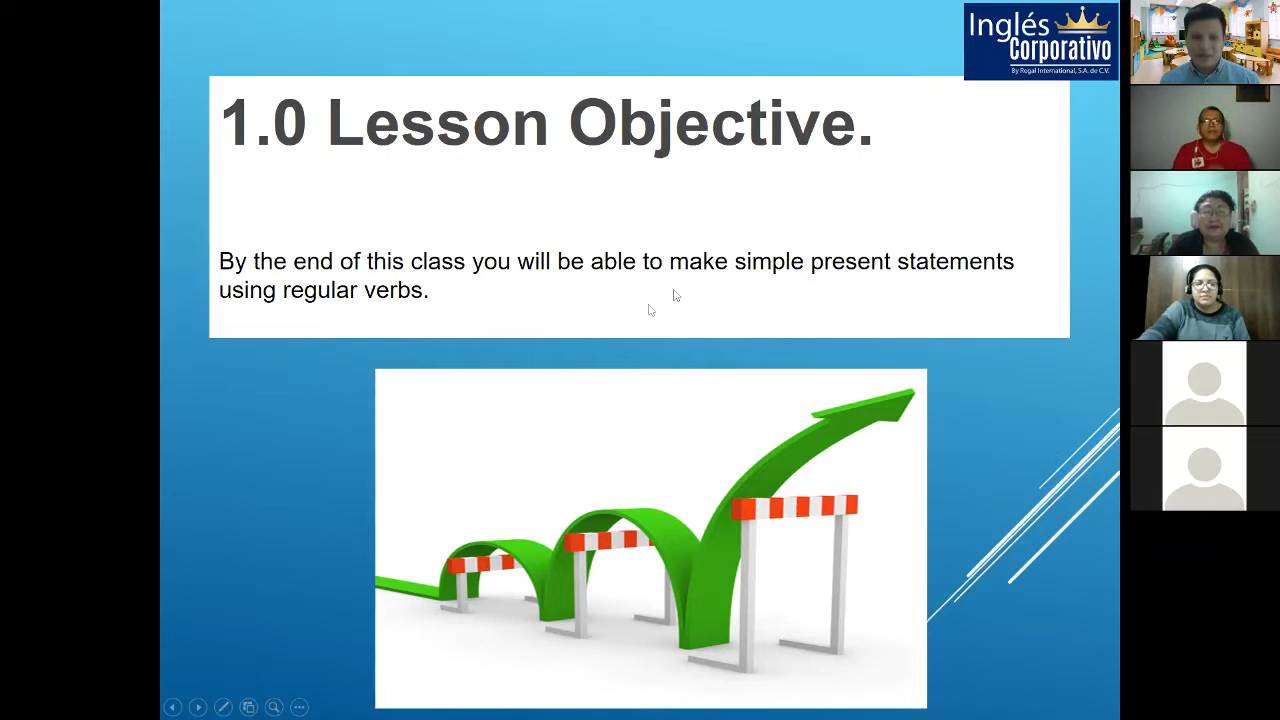 Inglés
Corporativo
By Rogal International, S.A. de C.V.
1.0 Lesson Objective.
By the end of this class you will be able to make simple present statements
using regular verbs.